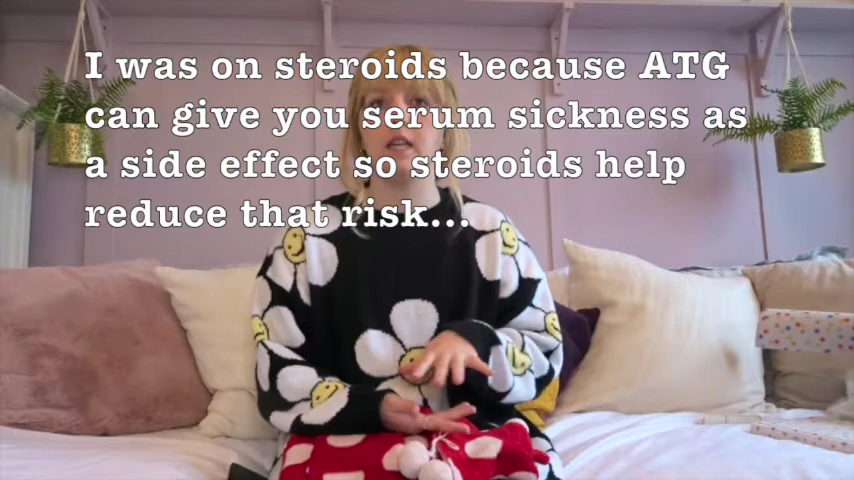 I was on steroids because ATG
can give you serum sickness as
a side effect so steroids help
reduce that risk...